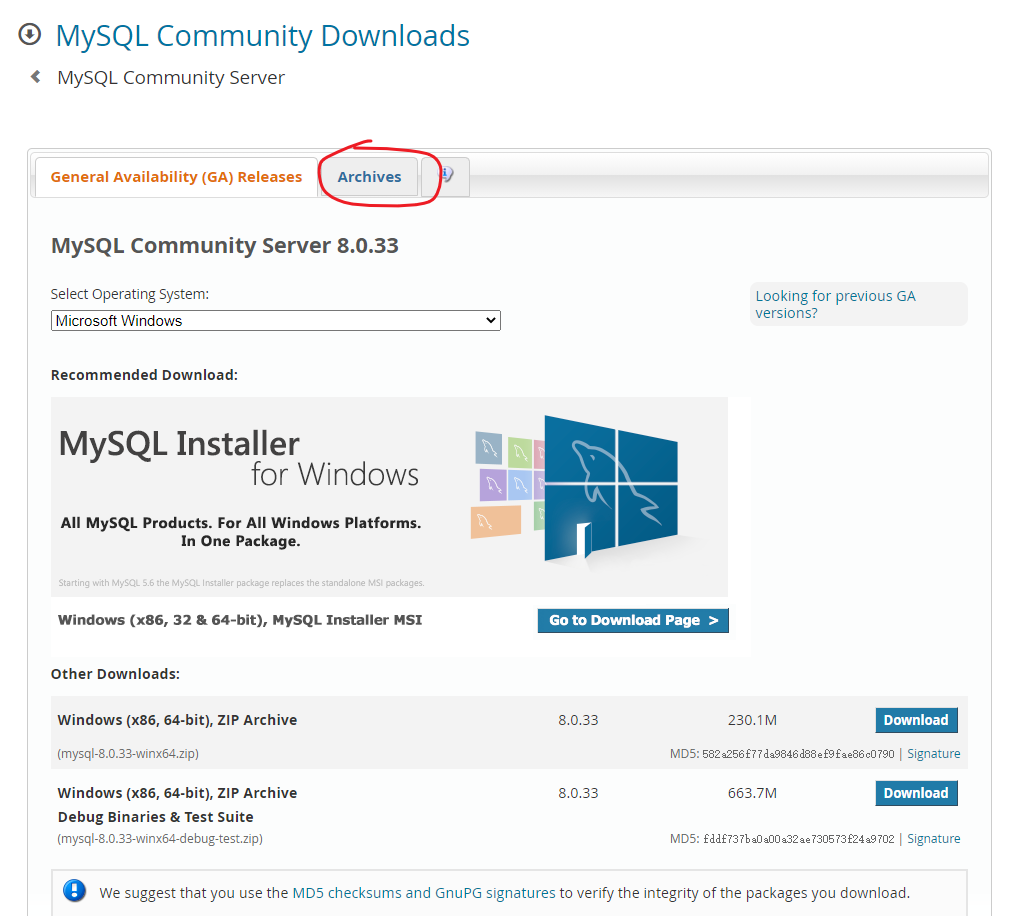 MySQL Community Downloads
MySQL Community Server
General Availability (GA) Releases
Archives
MySQL Community Server 8.0.33
Select Operating System:
Microsoft Windows
Looking for previous GA
versions?
Recommended Download:
MySQL Installer
for Windows
All MySQL Products. For All Windows Platforms.
In One Package.
Starting with MySQL 5.6 the MySQL Installer package replaces the standalone MSI packages.
Windows (x86, 32 & 64-bit), MySQL Installer MSI
Go to Download Page >
Other Downloads:
Windows (x86, 64-bit), ZIP Archive 8.0.33 230.1M Download
(mysql-8.0.33-winx64.zip) MD5: 582a256f77da9846d88ef9fae86c0790 | Signature
Windows (x86, 64-bit), ZIP Archive 8.0.33 663.7M Download
Debug Binaries & Test Suite
(mysql-8.0.33-winx64-debug-test.zip) MD5: fddf737ba0a00a32ae730573f24a9702 | Signature
We suggest that you use the MD5 checksums and GnuPG signatures to verify the integrity of the packages you download.